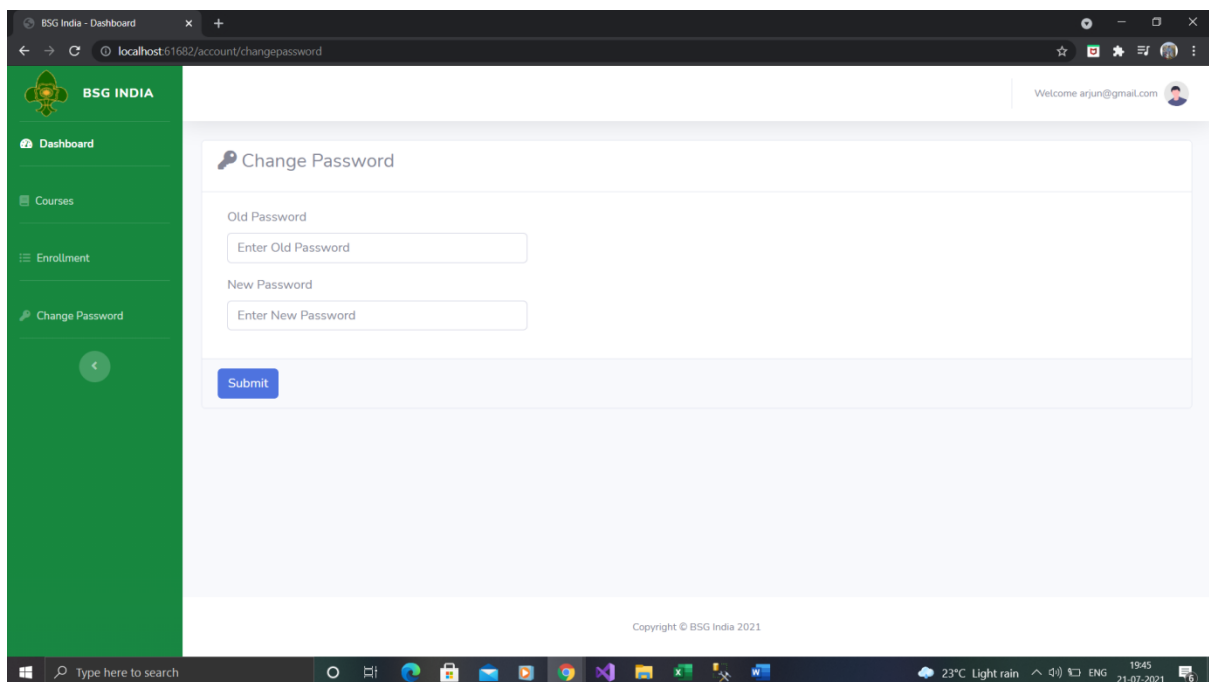 BSG India - Dashboard
localhost:61682/account/changepassword
BSG INDIA
Welcome arjun@gmail.com
Dashboard
Courses
Enrollment
Change Password
Change Password
Old Password
Enter Old Password
New Password
Enter New Password
Submit
Copyright © BSG India 2021
Type here to search
23°C Light rain
ENG
19:45
21-07-2021
6